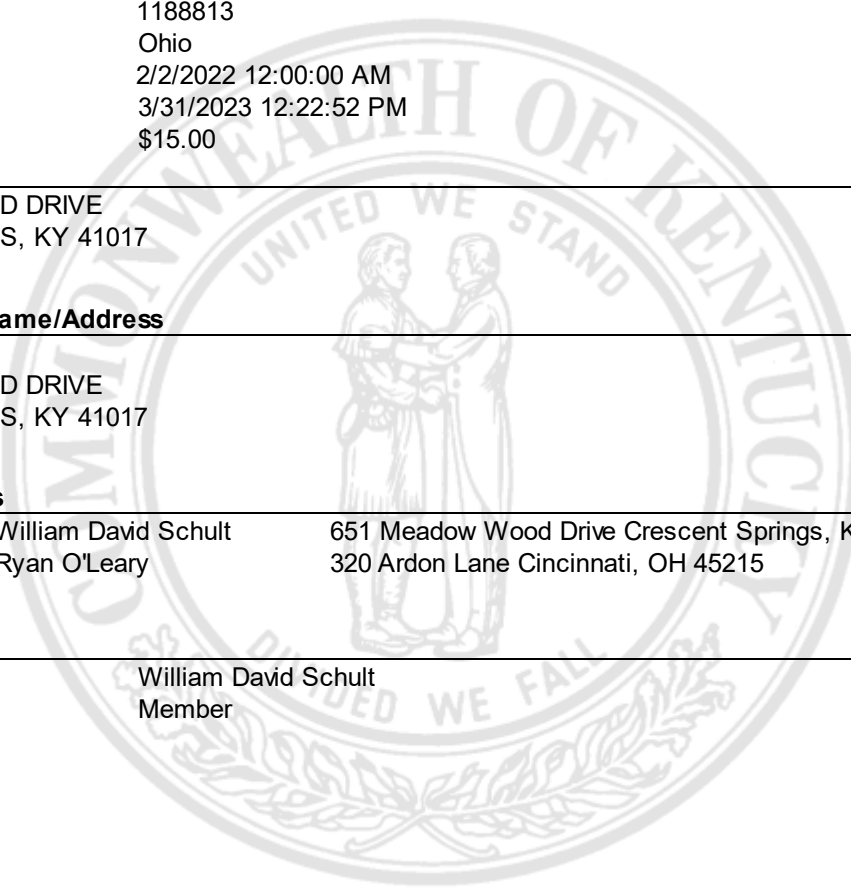 1188813
Ohio
2/2/2022 12:00:00 AM
3/31/2023 12:22:52 PM
$15.00
D DRIVE
S, KY 41017
ame/Address
D DRIVE
S, KY 41017
s
William David Schult 651 Meadow Wood Drive Crescent Springs, K
Ryan O'Leary 320 Ardon Lane Cincinnati, OH 45215
William David Schult
Member
COMMONWEALTH OF KENTUCKY
UNITED WE STAND
DIVIDED WE FALL